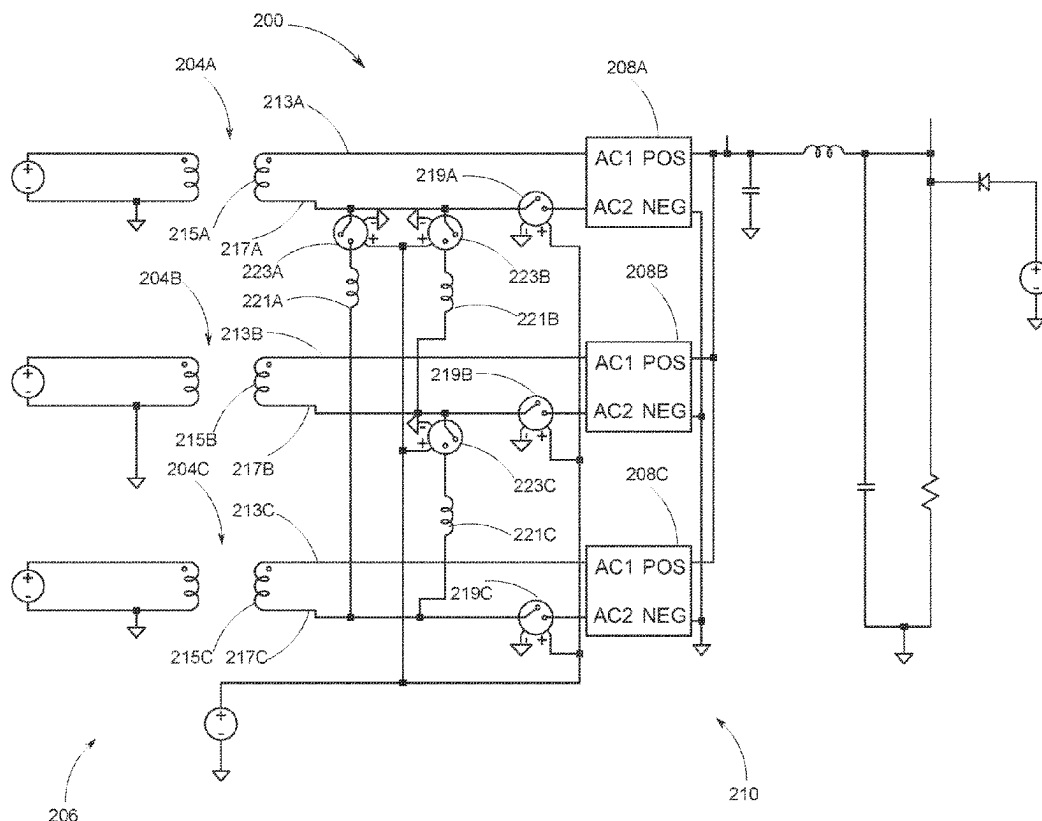 200
204A
208A
213A
AC1 POS
219A
AC2 NEG
215A
217A
223A
223B
204B
221A
221B
208B
213B
AC1 POS
219B
AC2 NEG
215B
217B
204C
223C
208C
213C
221C
AC1 POS
219C
AC2 NEG
215C
217C
206
210